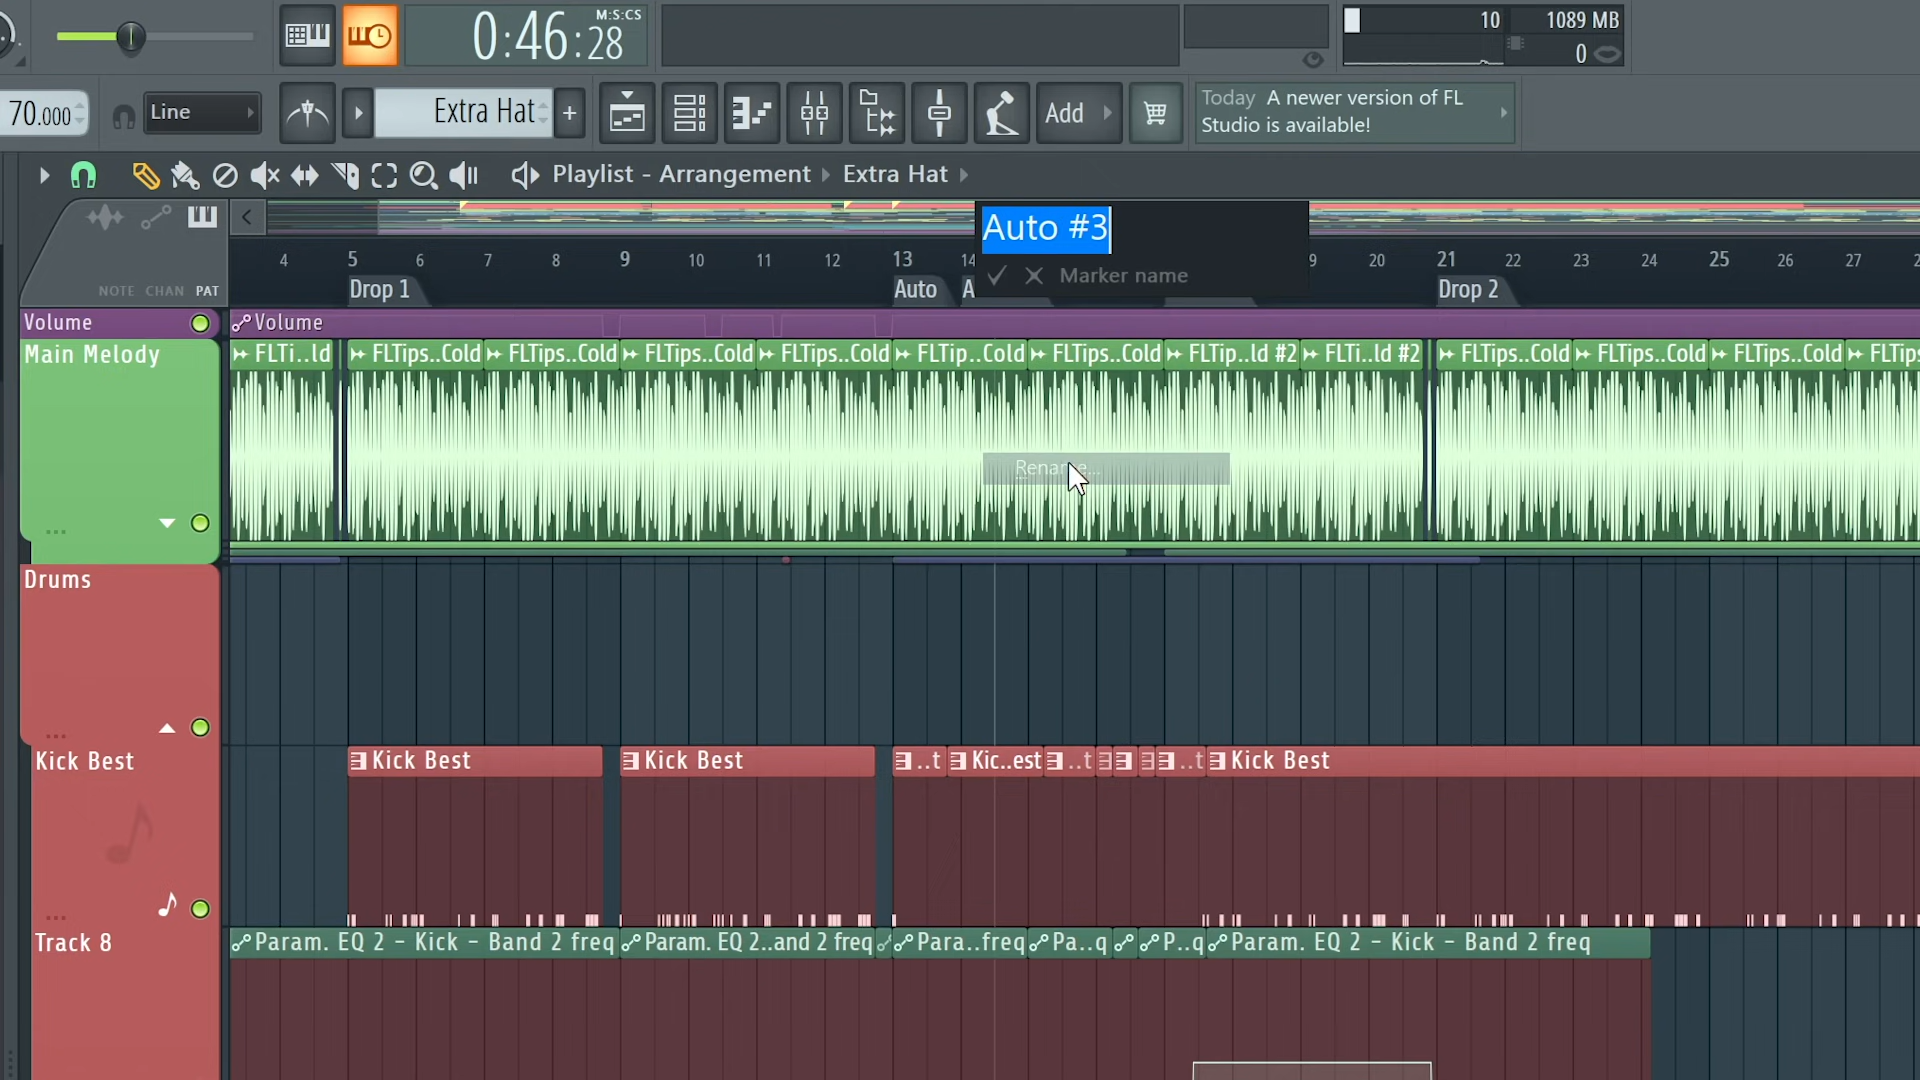 0:46:28
M:S:CS
10
1089 MB
0
70.000
Line
Extra Hat
+
Add
Today A newer version of FL
Studio is available!
Playlist - Arrangement Extra Hat
Auto #3
Marker name
4 5 6 7 8 9 10 11 12 13 20 21 22 23 24 25 26 27
NOTE CHAN PAT
Drop 1
Auto
Drop 2
Volume
Volume
Main Melody
FLTi..ld FLTips..Cold FLTips..Cold FLTips..Cold FLTips..Cold FLTip..Cold FLTips..Cold FLTip..ld #2 FLTi..ld #2 FLTips..Cold FLTips..Cold FLTips..Cold FLTips
Rename...
Drums
Kick Best
Kick Best Kick Best ..t Kic..est ..t ..t Kick Best
Track 8
Param. EQ 2 - Kick - Band 2 freq Param. EQ 2..and 2 freq Para..freq Pa..q P..q Param. EQ 2 - Kick - Band 2 freq